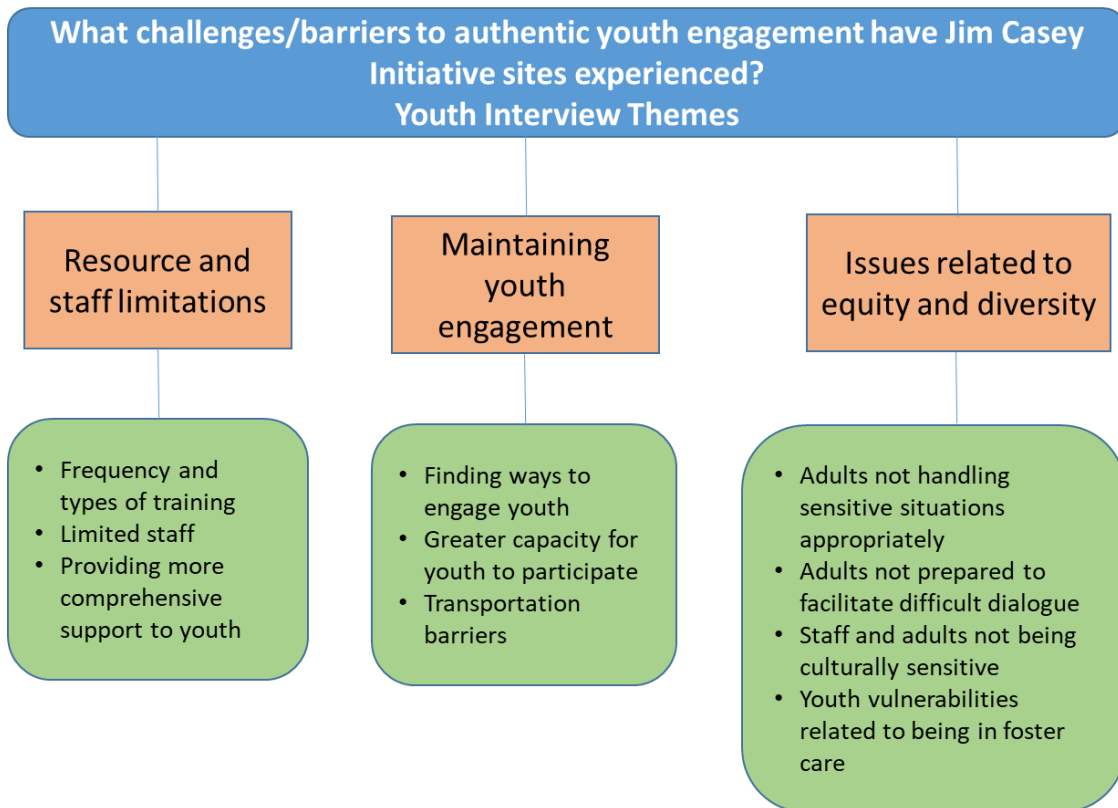 What challenges/barriers to authentic youth engagement have Jim Casey
Initiative sites experienced?
Youth Interview Themes
Resource and
staff limitations
Maintaining
youth
engagement
Issues related to
equity and diversity
• Frequency and
types of training
• Limited staff
• Providing more
comprehensive
support to youth
• Finding ways to
engage youth
• Greater capacity for
youth to participate
• Transportation
barriers
• Adults not handling
sensitive situations
appropriately
• Adults not prepared to
facilitate difficult dialogue
• Staff and adults not being
culturally sensitive
• Youth vulnerabilities
related to being in foster
care